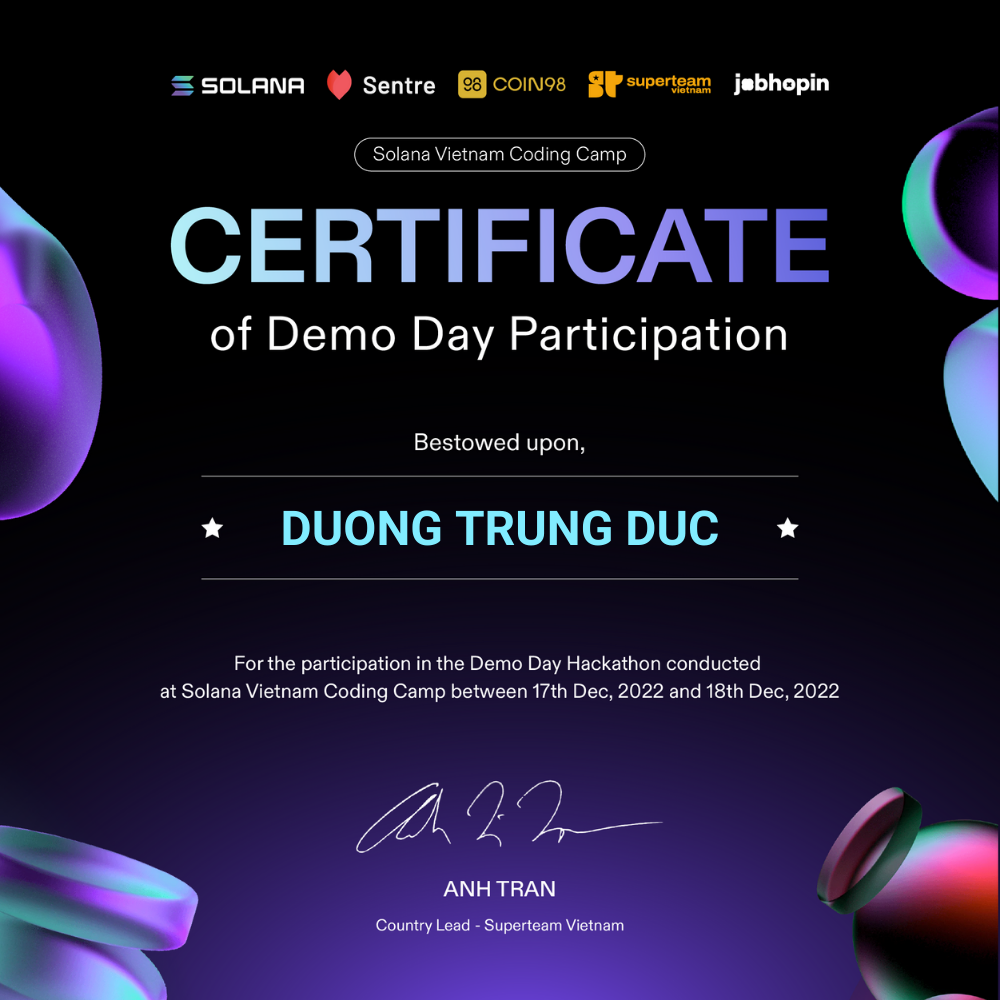 SOLANA Sentre 98 COIN98 superteam vietnam jobhopin
Solana Vietnam Coding Camp
CERTIFICATE
of Demo Day Participation
Bestowed upon,
DUONG TRUNG DUC
For the participation in the Demo Day Hackathon conducted
at Solana Vietnam Coding Camp between 17th Dec, 2022 and 18th Dec, 2022
ANH TRAN
Country Lead - Superteam Vietnam